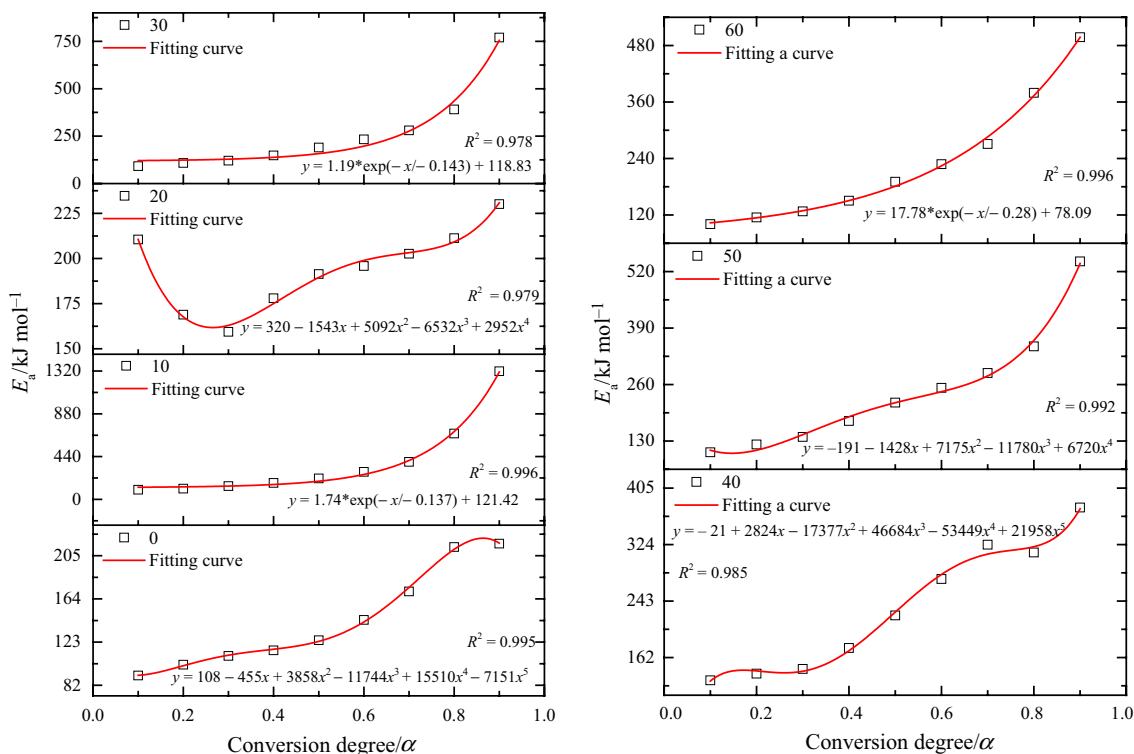 30
Fitting curve
750
500
250
0
R² = 0.978
y = 1.19*exp(− x/− 0.143) + 118.83
20
Fitting curve
225
200
175
150
R² = 0.979
y = 320 − 1543x + 5092x² − 6532x³ + 2952x⁴
10
Fitting curve
1320
880
440
0
R² = 0.996
y = 1.74*exp(− x/− 0.137) + 121.42
0
Fitting curve
205
164
123
82
R² = 0.995
y = 108 − 455x + 3858x² − 11744x³ + 15510x⁴ − 7151x⁵
0.0 0.2 0.4 0.6 0.8 1.0
Conversion degree/α
Eₐ/kJ mol⁻¹
60
Fitting a curve
480
360
240
120
R² = 0.996
y = 17.78*exp(− x/− 0.28) + 78.09
50
Fitting a curve
520
390
260
130
R² = 0.992
y = −191 − 1428x + 7175x² − 11780x³ + 6720x⁴
40
Fitting a curve
405
324
243
162
y = − 21 + 2824x − 17377x² + 46684x³ − 53449x⁴ + 21958x⁵
R² = 0.985
0.0 0.2 0.4 0.6 0.8 1.0
Conversion degree/α
Eₐ/kJ mol⁻¹